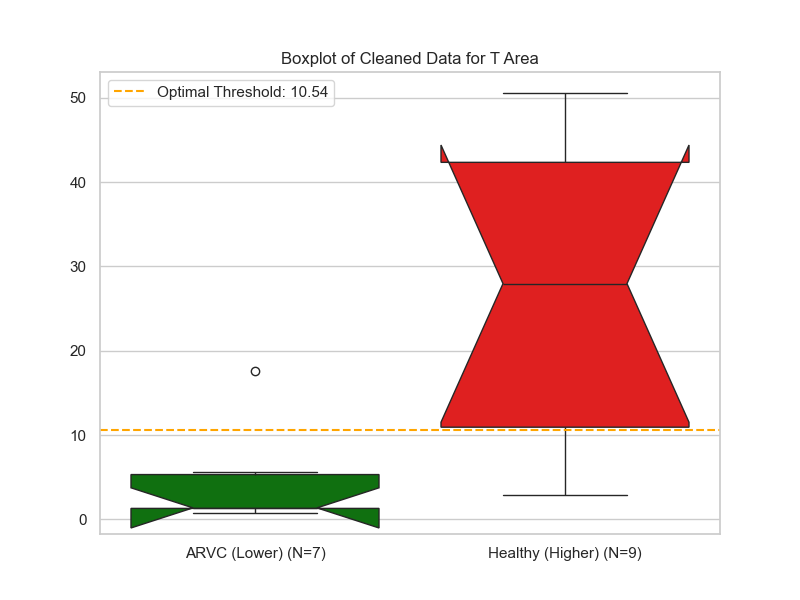 Boxplot of Cleaned Data for T Area
Optimal Threshold: 10.54
50
40
30
20
10
0
ARVC (Lower) (N=7)
Healthy (Higher) (N=9)